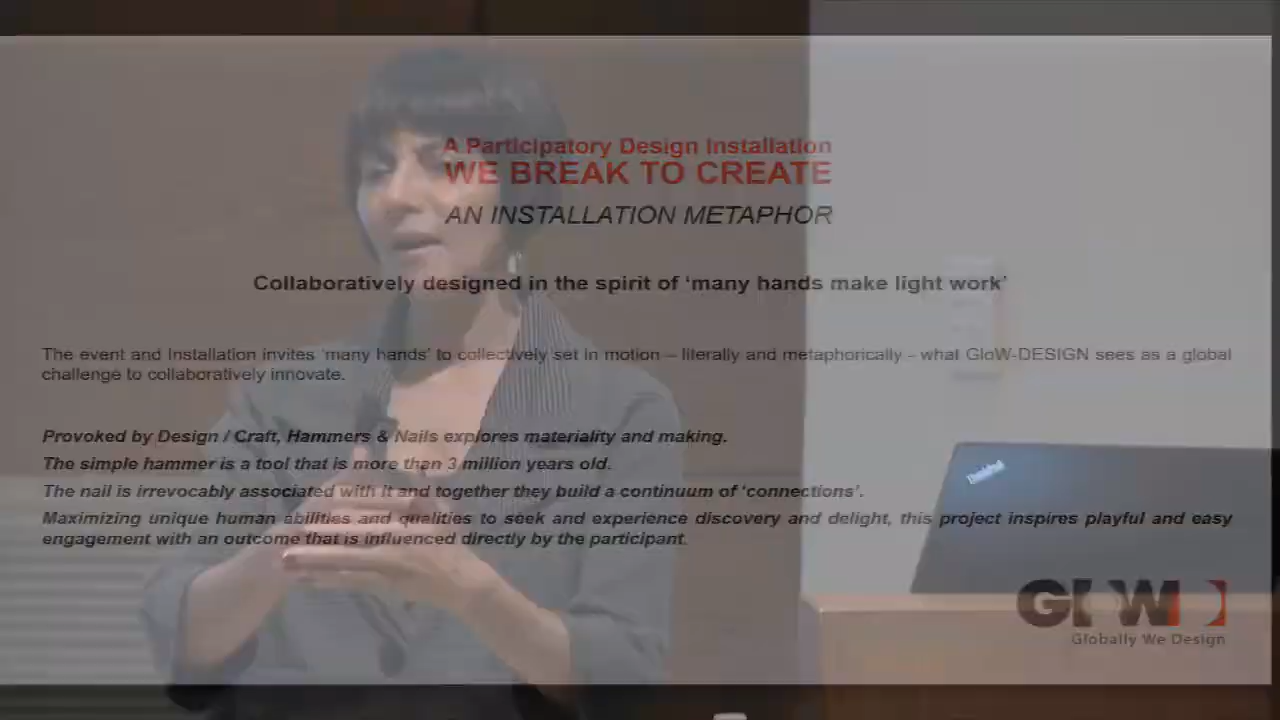 A Participatory Design Installation
WE BREAK TO CREATE
AN INSTALLATION METAPHOR
Collaboratively designed in the spirit of ‘many hands make light work’
The event and Installation invites ‘many hands’ to collectively set in motion – literally and metaphorically – what GloW-DESIGN sees as a global
challenge to collaboratively innovate.
Provoked by Design / Craft, Hammers & Nails explores materiality and making.
The simple hammer is a tool that is more than 3 million years old.
The nail is irrevocably associated with it and together they build a continuum of ‘connections’.
Maximizing unique human abilities and qualities to seek and experience discovery and delight, this project inspires playful and easy
engagement with an outcome that is influenced directly by the participant.
GloWD
Globally We Design